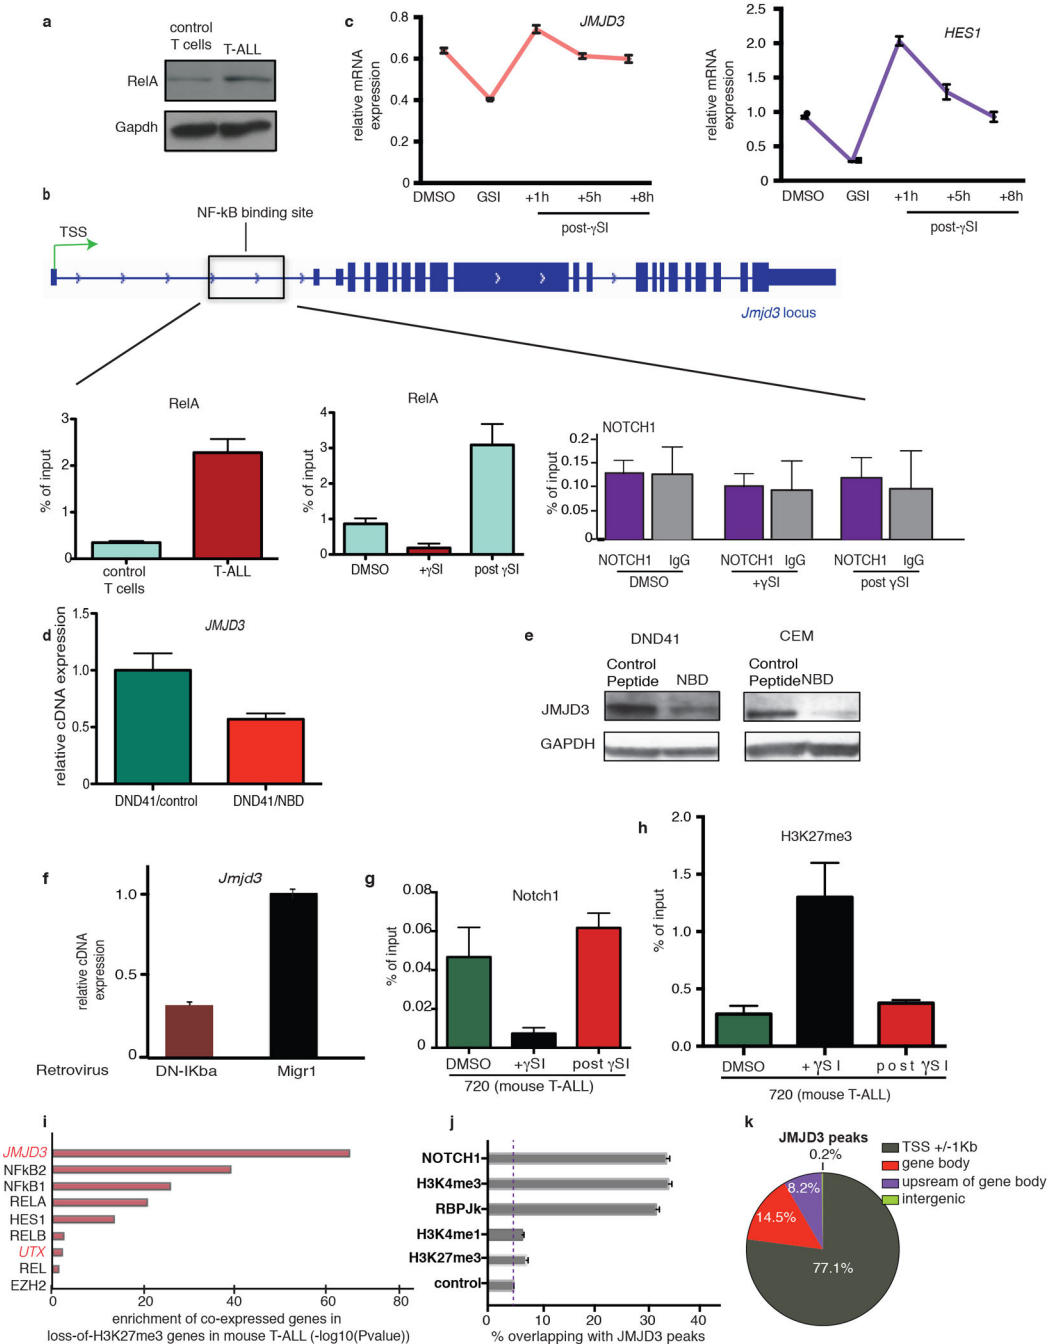 a
control
T cells
T-ALL
RelA
Gapdh
c
JMJD3
relative mRNA
expression
0.8
0.6
0.4
0.2
0
DMSO GSI +1h +5h +8h
post-γSI
HES1
relative mRNA
expression
2.5
2.0
1.5
1.0
0.5
0
DMSO GSI +1h +5h +8h
post-γSI
b
NF-kB binding site
TSS
Jmjd3 locus
RelA
% of input
3
2
1
0
control
T cells
T-ALL
RelA
% of input
4
3
2
1
0
DMSO +γSI post γSI
NOTCH1
% of input
0.2
0.15
0.10
0.05
0
NOTCH1 IgG NOTCH1 IgG NOTCH1 IgG
DMSO +γSI post γSI
d
JMJD3
relative cDNA expression
1.5
1.0
0.5
0
DND41/control DND41/NBD
e
DND41 CEM
Control
Peptide NBD
Control
PeptideNBD
JMJD3
GAPDH
f
Jmjd3
relative cDNA
expression
1.0
0.5
0
Retrovirus DN-IKba Migr1
g
Notch1
% of input
0.08
0.06
0.04
0.02
0
DMSO +γSI post γSI
720 (mouse T-ALL)
h
H3K27me3
% of input
2.0
1.5
1.0
0.5
0.0
DMSO +γSI post γSI
720 (mouse T-ALL)
i
JMJD3
NFkB2
NFkB1
RELA
HES1
RELB
UTX
REL
EZH2
0 20 40 60 80
enrichment of co-expressed genes in
loss-of-H3K27me3 genes in mouse T-ALL (-log10(Pvalue))
j
NOTCH1
H3K4me3
RBPJk
H3K4me1
H3K27me3
control
0 10 20 30 40
% overlapping with JMJD3 peaks
k
JMJD3 peaks
0.2%
8.2%
14.5%
77.1%
TSS +/-1Kb
gene body
upsream of gene body
intergenic